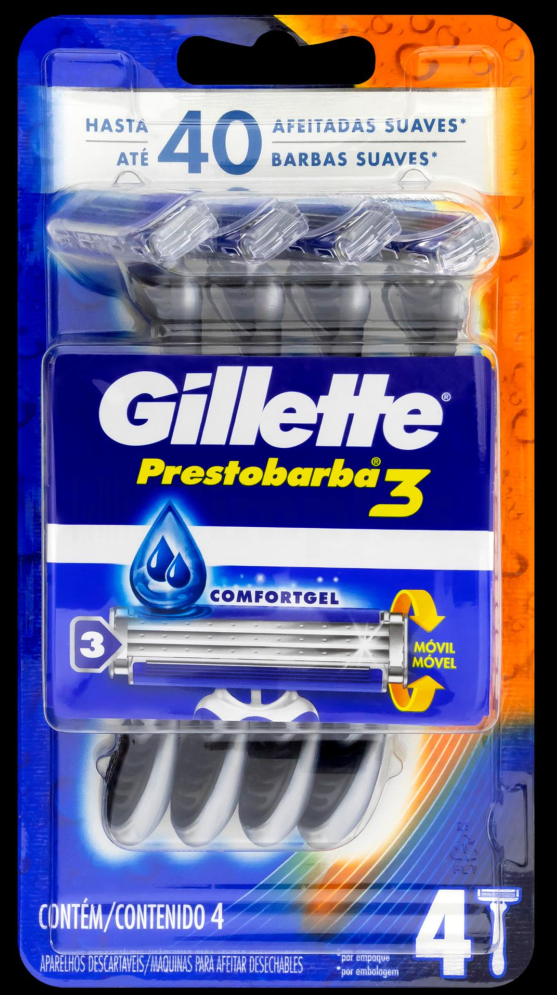 HASTA 40 AFEITADAS SUAVES*
ATÉ BARBAS SUAVES*
Gillette®
Prestobarba®3
COMFORTGEL
3
MÓVIL
MÓVEL
CONTÉM/CONTENIDO 4
4
APARELHOS DESCARTÁVEIS/MÁQUINAS PARA AFEITAR DESECHABLES
*por empaque
*por embalagem